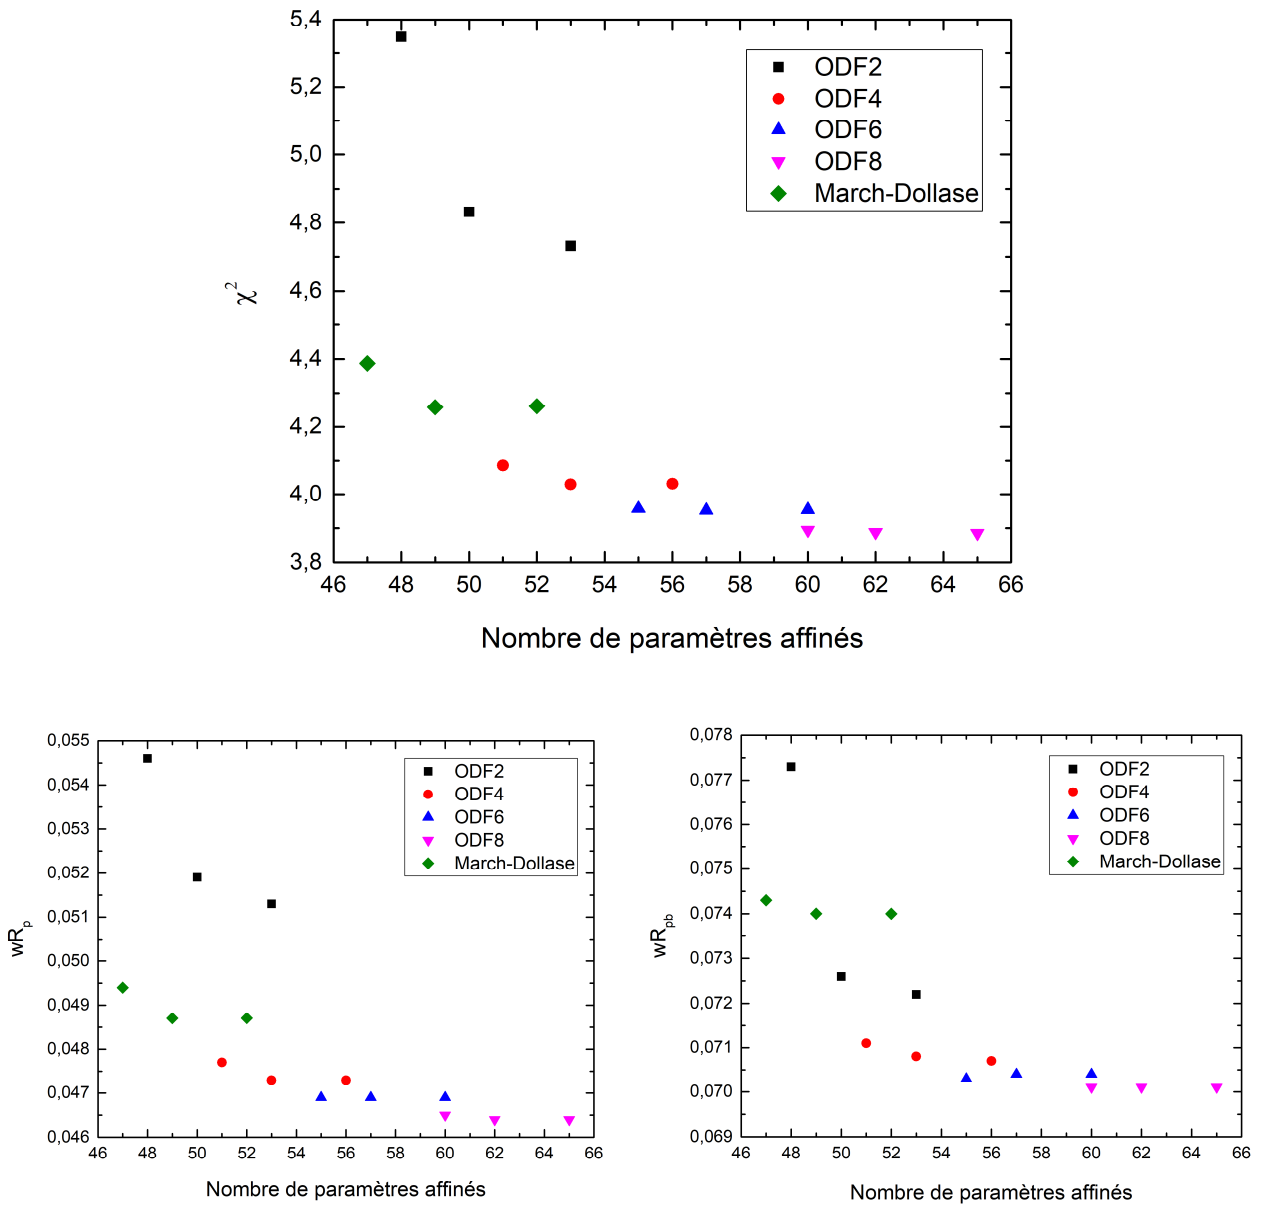 5,4
5,2
5,0
4,8
4,6
4,4
4,2
4,0
3,8
χ²
ODF2
ODF4
ODF6
ODF8
March-Dollase
46 48 50 52 54 56 58 60 62 64 66
Nombre de paramètres affinés
0,055
0,054
0,053
0,052
0,051
0,050
0,049
0,048
0,047
0,046
wRp
ODF2
ODF4
ODF6
ODF8
March-Dollase
46 48 50 52 54 56 58 60 62 64 66
Nombre de paramètres affinés
0,078
0,077
0,076
0,075
0,074
0,073
0,072
0,071
0,070
0,069
wRpb
ODF2
ODF4
ODF6
ODF8
March-Dollase
46 48 50 52 54 56 58 60 62 64 66
Nombre de paramètres affinés